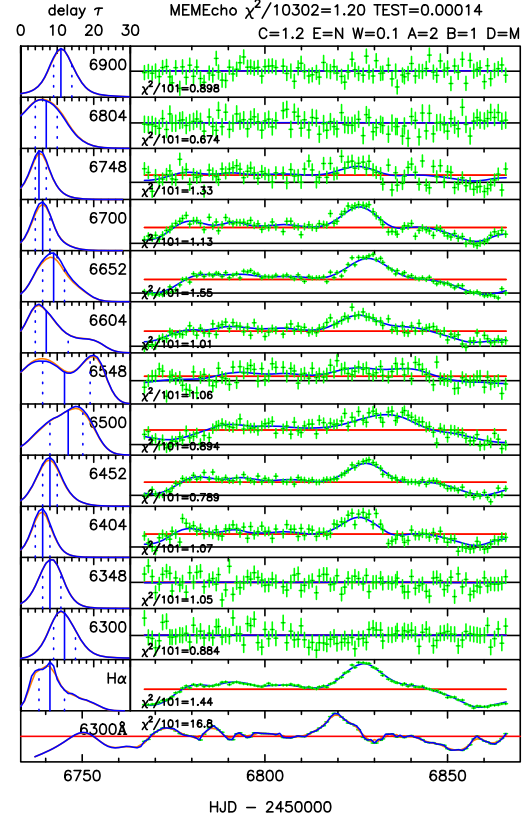 delay τ MEMEcho χ²/10302=1.20 TEST=0.00014
0 10 20 30 C=1.2 E=N W=0.1 A=2 B=1 D=M
6900 χ²/101=0.898
6804 χ²/101=0.674
6748 χ²/101=1.33
6700 χ²/101=1.13
6652 χ²/101=1.55
6604 χ²/101=1.01
6548 χ²/101=1.06
6500 χ²/101=0.894
6452 χ²/101=0.789
6404 χ²/101=1.07
6348 χ²/101=1.05
6300 χ²/101=0.884
Hα χ²/101=1.44
6300Å χ²/101=16.8
6750 6800 6850
HJD − 2450000